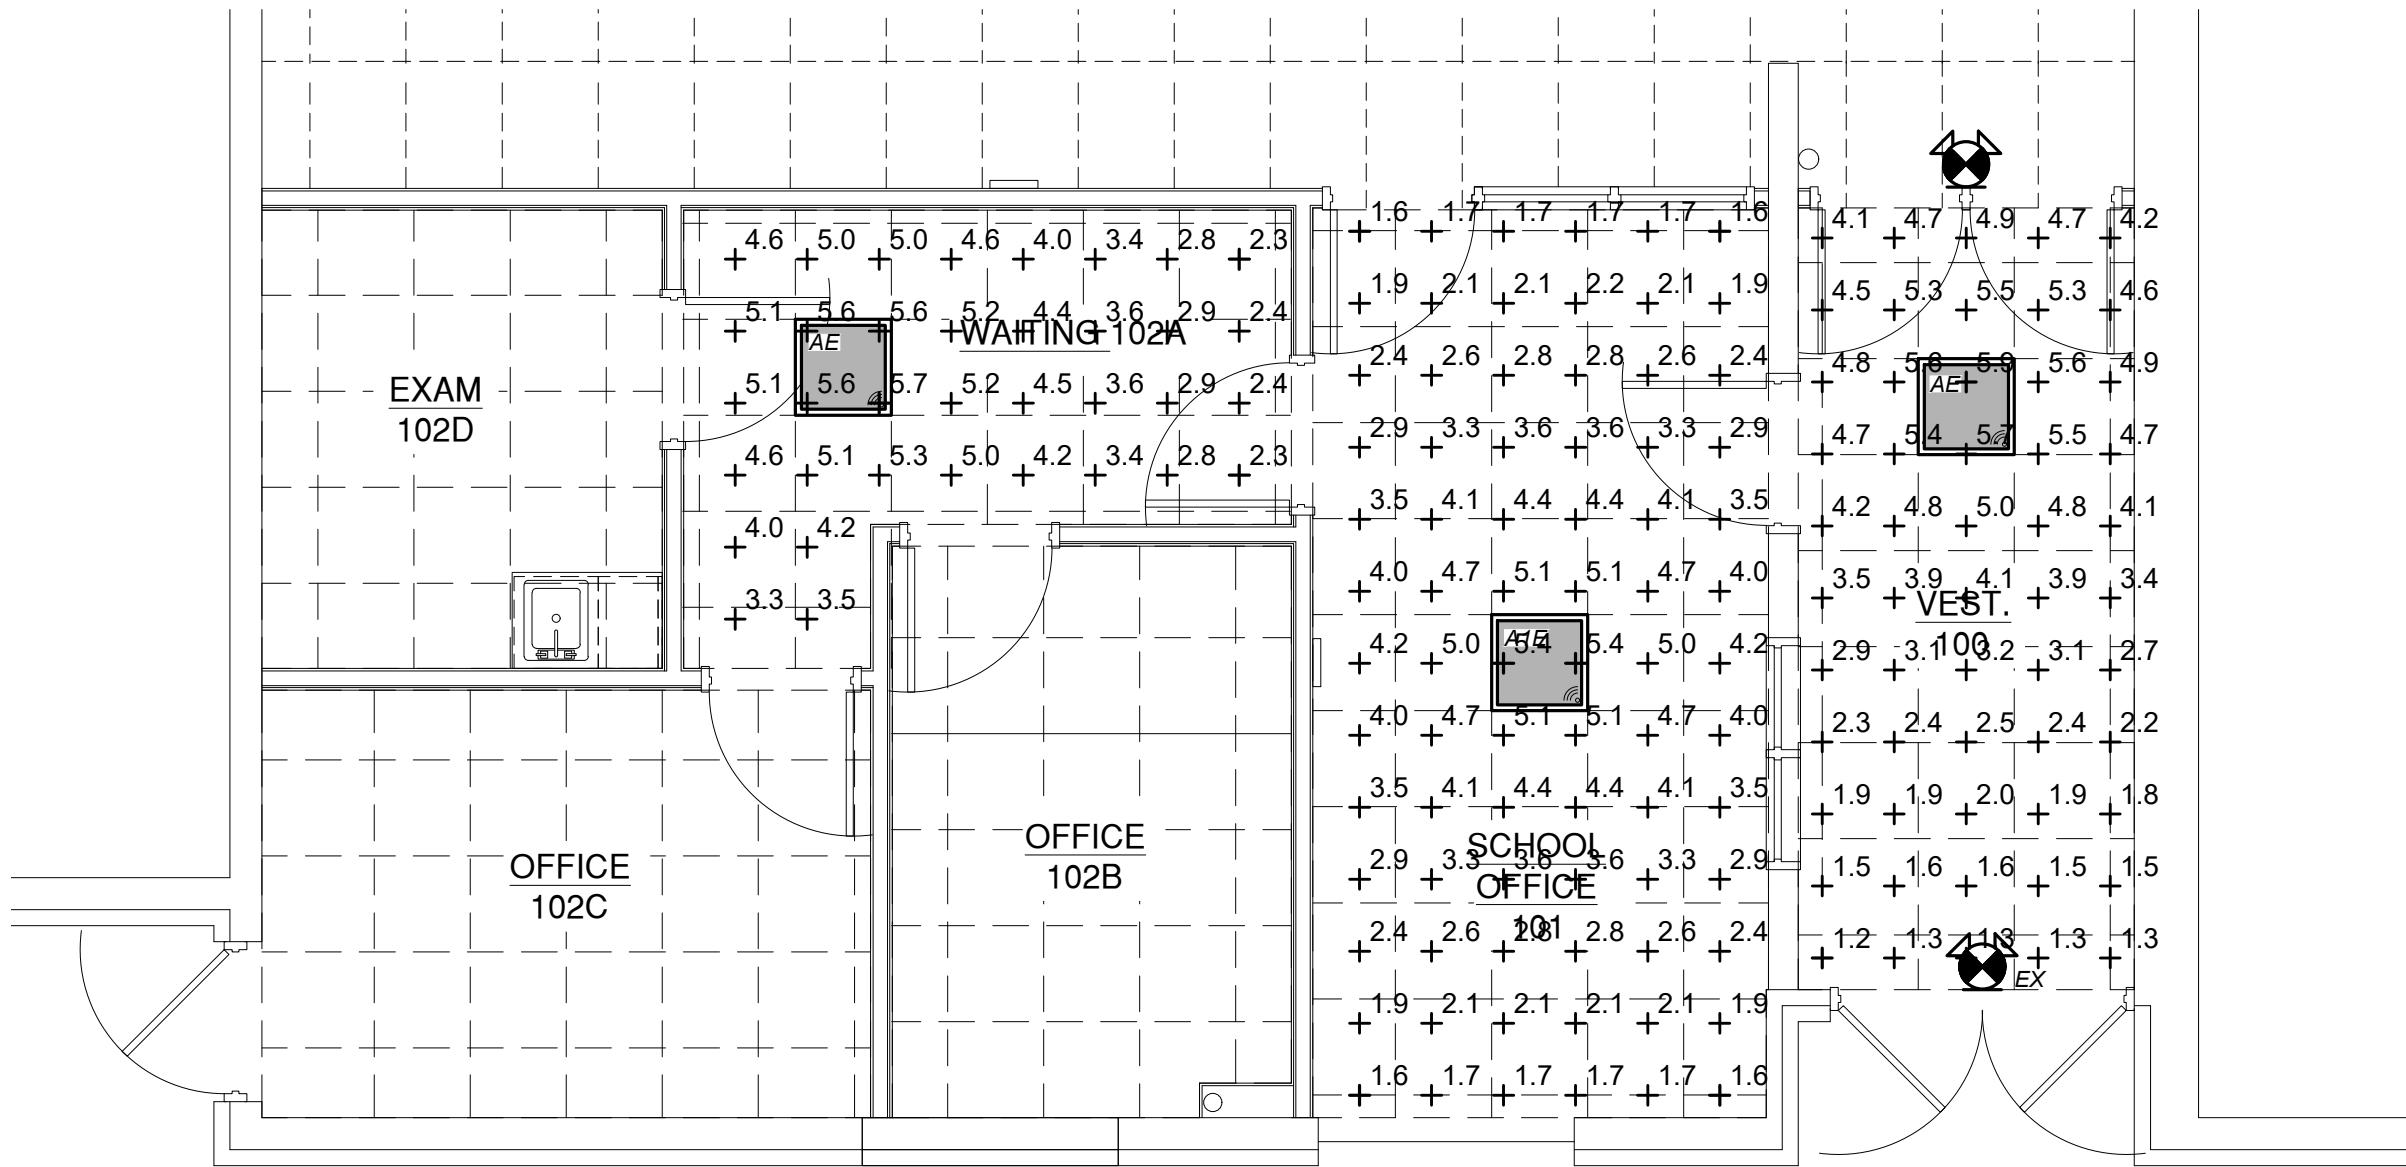 1.6 1.7 1.7 1.7 1.7 1.6
4.1 4.7 4.9 4.7 4.2
4.6 5.0 5.0 4.6 4.0 3.4 2.8 2.3
1.9 2.1 2.1 2.2 2.1 1.9
4.5 5.3 5.5 5.3 4.6
5.1 5.6 5.6 5.2 4.4 3.6 2.9 2.4
WAITING 102A
AE
2.4 2.6 2.8 2.8 2.6 2.4
4.8 5.6 5.9 5.6 4.9
AE
EXAM
102D
5.1 5.6 5.7 5.2 4.5 3.6 2.9 2.4
2.9 3.3 3.6 3.6 3.3 2.9
4.7 5.4 5.7 5.5 4.7
4.6 5.1 5.3 5.0 4.2 3.4 2.8 2.3
3.5 4.1 4.4 4.4 4.1 3.5
4.2 4.8 5.0 4.8 4.1
4.0 4.2
4.0 4.7 5.1 5.1 4.7 4.0
3.5 3.9 4.1 3.9 3.4
3.3 3.5
VEST.
100
A1E
4.2 5.0 5.4 5.4 5.0 4.2
2.9 3.1 3.2 3.1 2.7
4.0 4.7 5.1 5.1 4.7 4.0
2.3 2.4 2.5 2.4 2.2
3.5 4.1 4.4 4.4 4.1 3.5
1.9 1.9 2.0 1.9 1.8
OFFICE
102B
OFFICE
102C
SCHOOL
OFFICE
101
2.9 3.3 3.6 3.6 3.3 2.9
1.5 1.6 1.6 1.5 1.5
2.4 2.6 2.8 2.8 2.6 2.4
1.2 1.3 1.3 1.3 1.3
EX
1.9 2.1 2.1 2.1 2.1 1.9
1.6 1.7 1.7 1.7 1.7 1.6